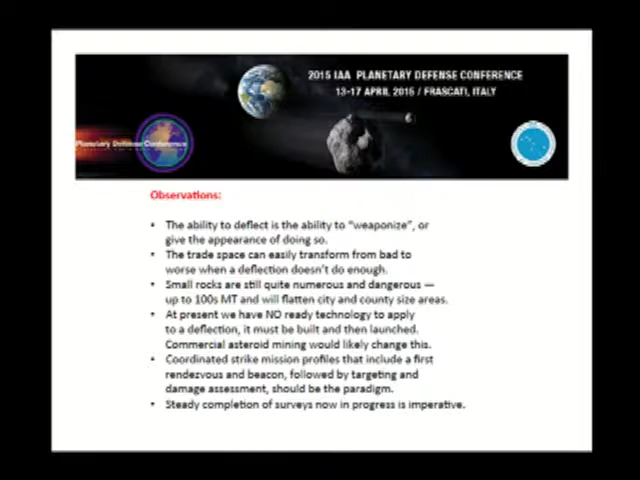 2015 IAA PLANETARY DEFENSE CONFERENCE
13-17 APRIL 2015 / FRASCATI, ITALY
Planetary Defense Conference
Observations:
• The ability to deflect is the ability to "weaponize", or
give the appearance of doing so.
• The trade space can easily transform from bad to
worse when a deflection doesn't do enough.
• Small rocks are still quite numerous and dangerous —
up to 100s MT and will flatten city and county size areas.
• At present we have NO ready technology to apply
to a deflection, it must be built and then launched.
Commercial asteroid mining would likely change this.
• Coordinated strike mission profiles that include a first
rendezvous and beacon, followed by targeting and
damage assessment, should be the paradigm.
• Steady completion of surveys now in progress is imperative.